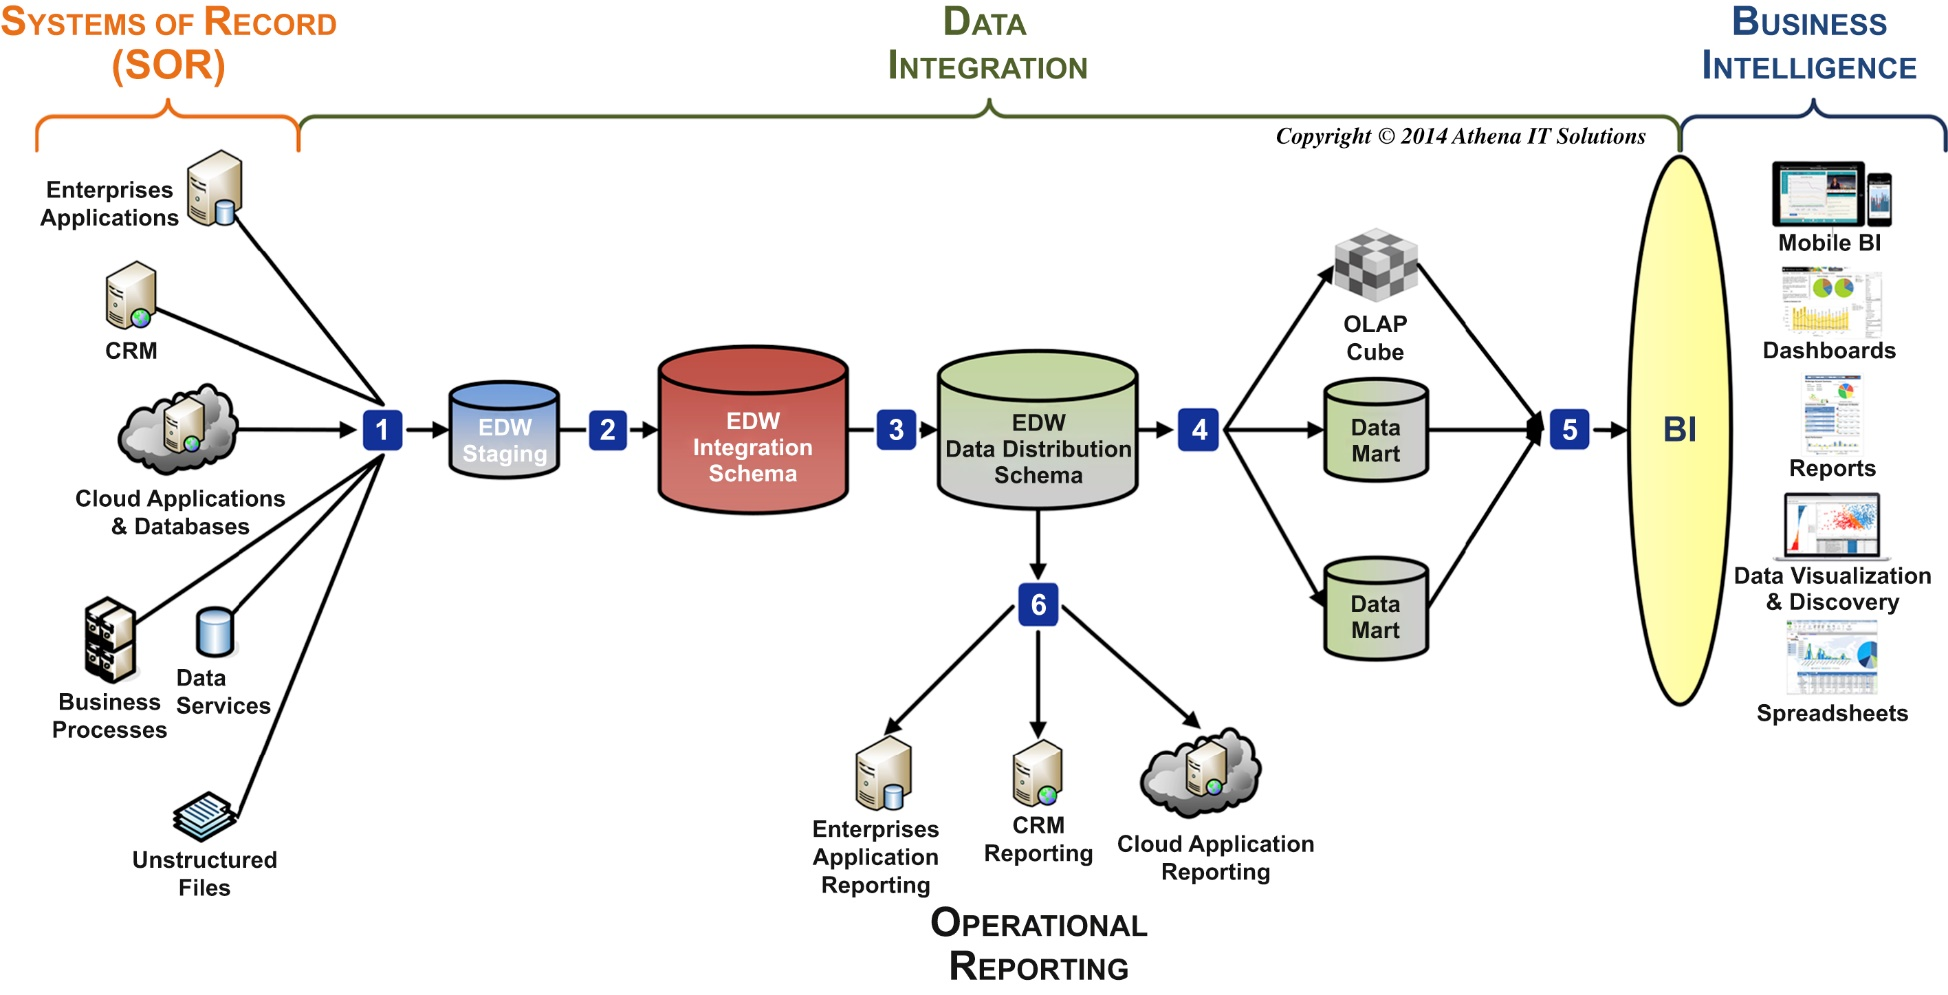 SYSTEMS OF RECORD
(SOR)
DATA
INTEGRATION
BUSINESS
INTELLIGENCE
Copyright © 2014 Athena IT Solutions
Enterprises
Applications
CRM
Cloud Applications
& Databases
Business
Processes
Data
Services
Unstructured
Files
1
EDW
Staging
2
EDW
Integration
Schema
3
EDW
Data Distribution
Schema
4
OLAP
Cube
Data
Mart
Data
Mart
5
BI
Mobile BI
Dashboards
Reports
Data Visualization
& Discovery
Spreadsheets
6
Enterprises
Application
Reporting
CRM
Reporting
Cloud Application
Reporting
OPERATIONAL
REPORTING